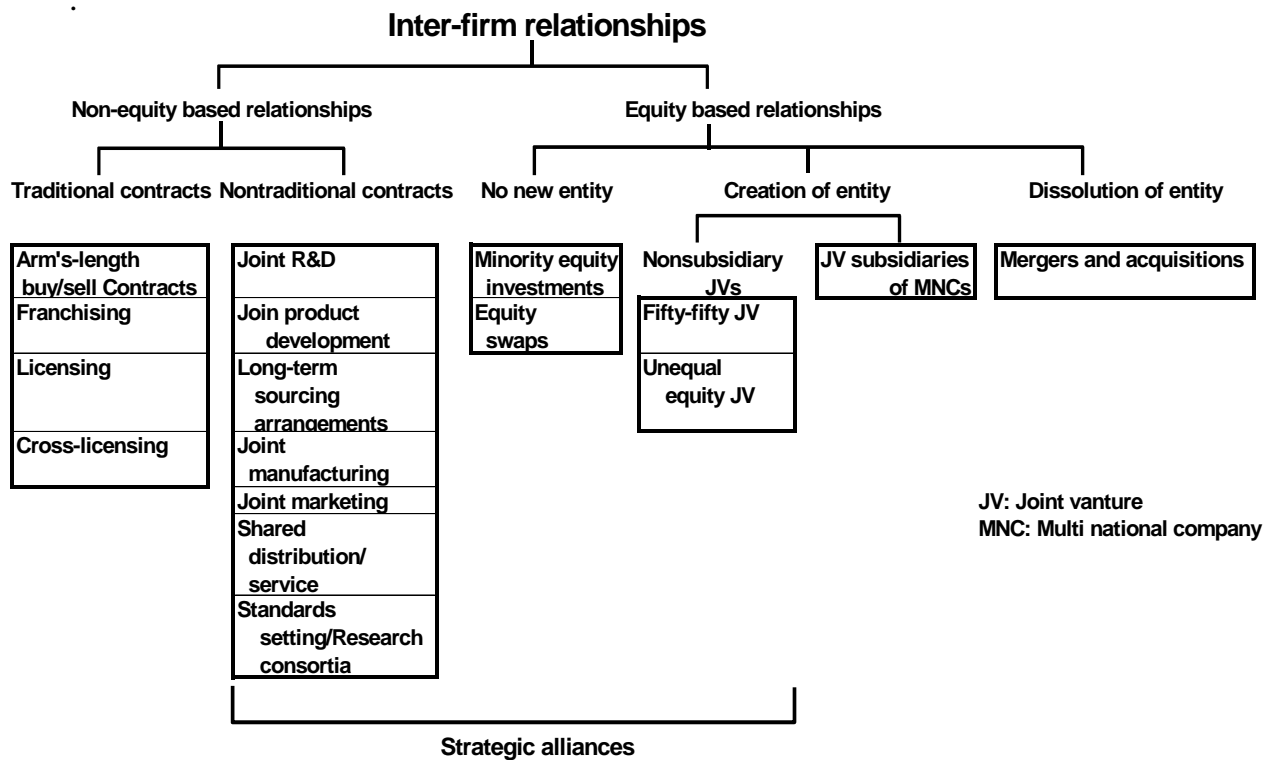 .
Inter-firm relationships
Non-equity based relationships
Equity based relationships
Traditional contracts
Nontraditional contracts
No new entity
Creation of entity
Dissolution of entity
Arm's-length
buy/sell Contracts
Franchising
Licensing
Cross-licensing
Joint R&D
Join product
development
Long-term
sourcing
arrangements
Joint
manufacturing
Joint marketing
Shared
distribution/
service
Standards
setting/Research
consortia
Minority equity
investments
Equity
swaps
Nonsubsidiary
JVs
Fifty-fifty JV
Unequal
equity JV
JV subsidiaries
of MNCs
Mergers and acquisitions
JV: Joint vanture
MNC: Multi national company
Strategic alliances